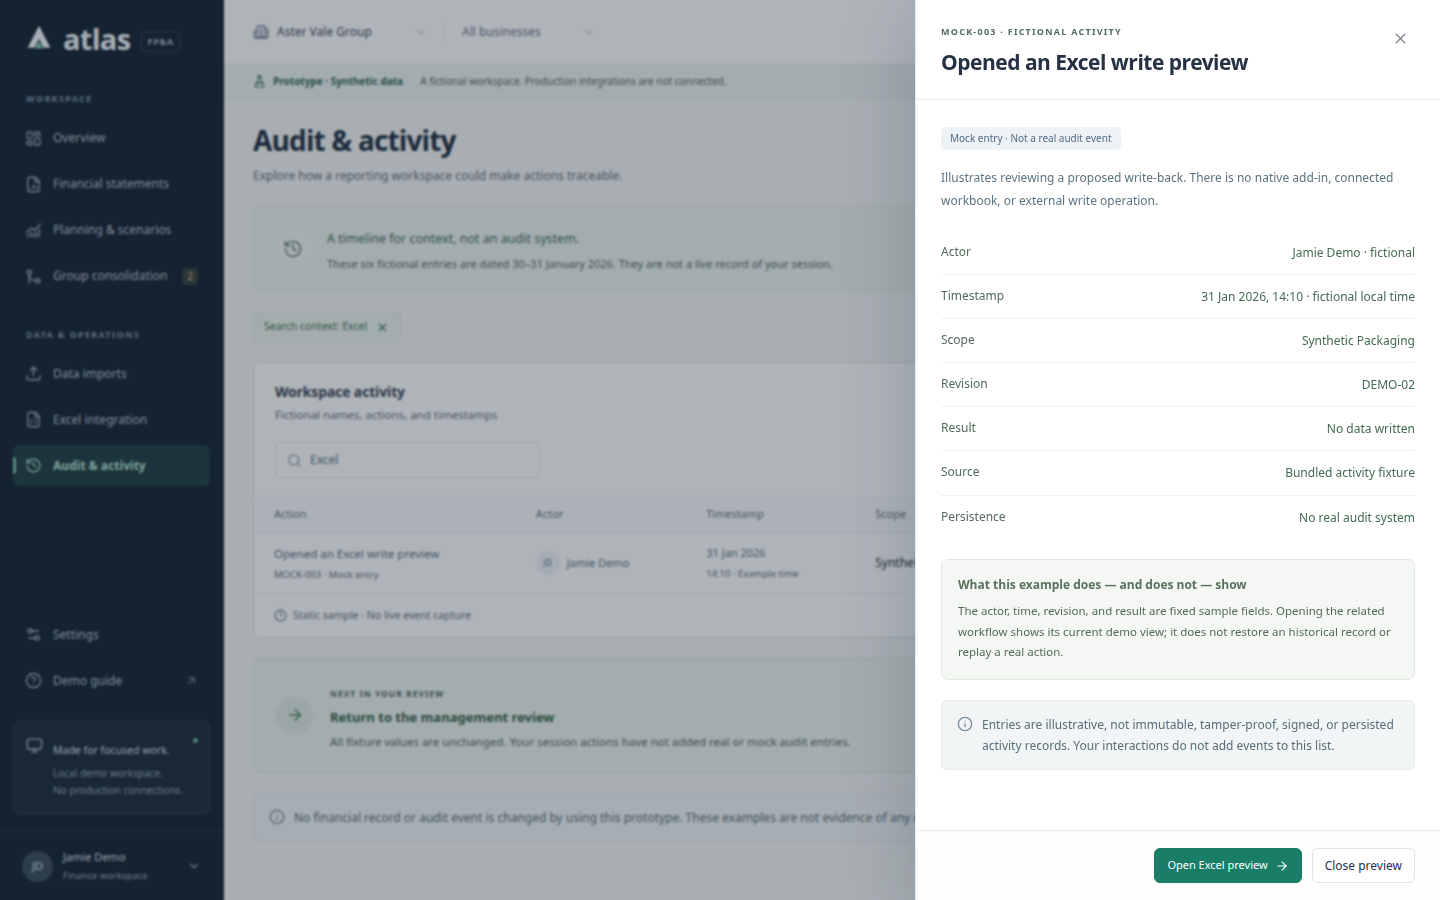 atlas FP&A
WORKSPACE
Overview
Financial statements
Planning & scenarios
Group consolidation 2
DATA & OPERATIONS
Data imports
Excel integration
Audit & activity
Settings
Demo guide
Made for focused work.
Local demo workspace.
No production connections.
JD
Jamie Demo
Finance workspace
Aster Vale Group
All businesses
Prototype · Synthetic data A fictional workspace. Production integrations are not connected.
Audit & activity
Explore how a reporting workspace could make actions traceable.
A timeline for context, not an audit system.
These six fictional entries are dated 30–31 January 2026. They are not a live record of your session.
Search context: Excel
Workspace activity
Fictional names, actions, and timestamps
Excel
Action Actor Timestamp Scope
Opened an Excel write preview
MOCK-003 · Mock entry
JD Jamie Demo
31 Jan 2026
14:10 · Example time
Static sample · No live event capture
NEXT IN YOUR REVIEW
Return to the management review
All fixture values are unchanged. Your session actions have not added real or mock audit entries.
No financial record or audit event is changed by using this prototype. These examples are not evidence of any
MOCK-003 · FICTIONAL ACTIVITY
Opened an Excel write preview
Mock entry · Not a real audit event
Illustrates reviewing a proposed write-back. There is no native add-in, connected
workbook, or external write operation.
Actor Jamie Demo · fictional
Timestamp 31 Jan 2026, 14:10 · fictional local time
Scope Synthetic Packaging
Revision DEMO-02
Result No data written
Source Bundled activity fixture
Persistence No real audit system
What this example does — and does not — show
The actor, time, revision, and result are fixed sample fields. Opening the related
workflow shows its current demo view; it does not restore an historical record or
replay a real action.
Entries are illustrative, not immutable, tamper-proof, signed, or persisted
activity records. Your interactions do not add events to this list.
Open Excel preview
Close preview